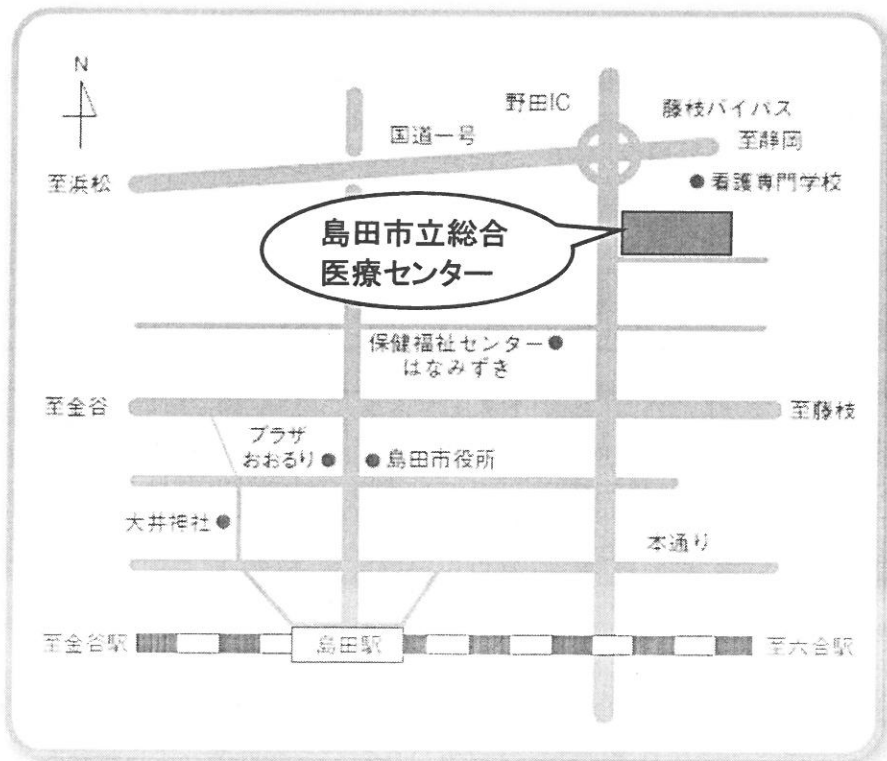 N
野田IC
藤枝バイパス
国道一号
至静岡
至浜松
看護専門学校
島田市立総合
医療センター
保健福祉センター
はなみずき
至金谷
至藤枝
プラザ
おおるり
島田市役所
大井神社
本通り
至金谷駅
島田駅
至六合駅